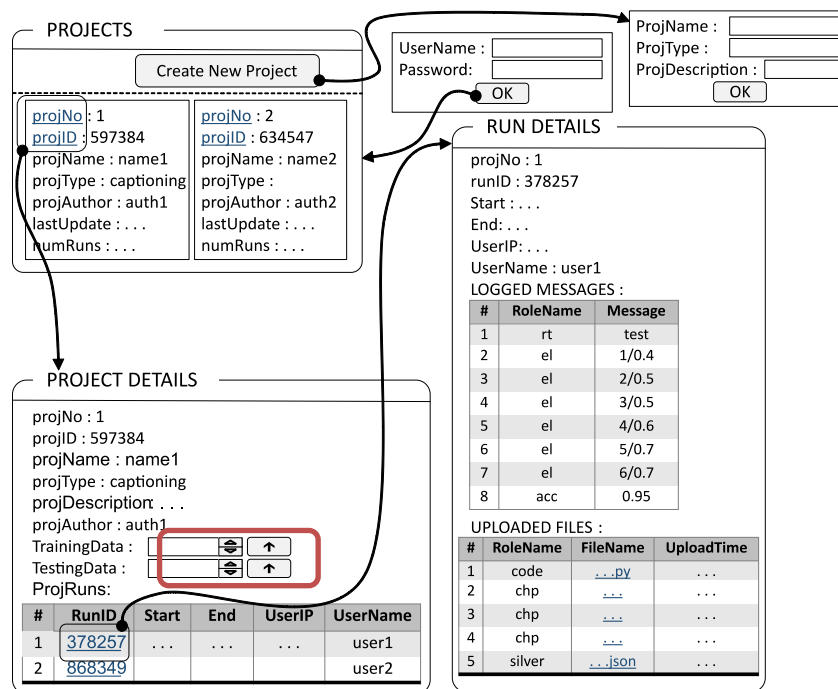 PROJECTS
Create New Project
projNo : 1
projID : 597384
projName : name1
projType : captioning
projAuthor : auth1
lastUpdate : . . .
numRuns : . . .
projNo : 2
projID : 634547
projName : name2
projType :
projAuthor : auth2
lastUpdate : . . .
numRuns : . . .
UserName :
Password:
OK
ProjName :
ProjType :
ProjDescription :
OK
PROJECT DETAILS
projNo : 1
projID : 597384
projName : name1
projType : captioning
projDescription: . . .
projAuthor : auth1
TrainingData :
TestingData :
ProjRuns:
# RunID Start End UserIP UserName
1 378257 . . . . . . . . . user1
2 868349 user2
RUN DETAILS
projNo : 1
runID : 378257
Start : . . .
End: . . .
UserIP: . . .
UserName : user1
LOGGED MESSAGES :
# RoleName Message
1 rt test
2 el 1/0.4
3 el 2/0.5
4 el 3/0.5
5 el 4/0.6
6 el 5/0.7
7 el 6/0.7
8 acc 0.95
UPLOADED FILES :
# RoleName FileName UploadTime
1 code . . .py . . .
2 chp . . . . . .
3 chp . . . . . .
4 chp . . . . . .
5 silver . . .json . . .